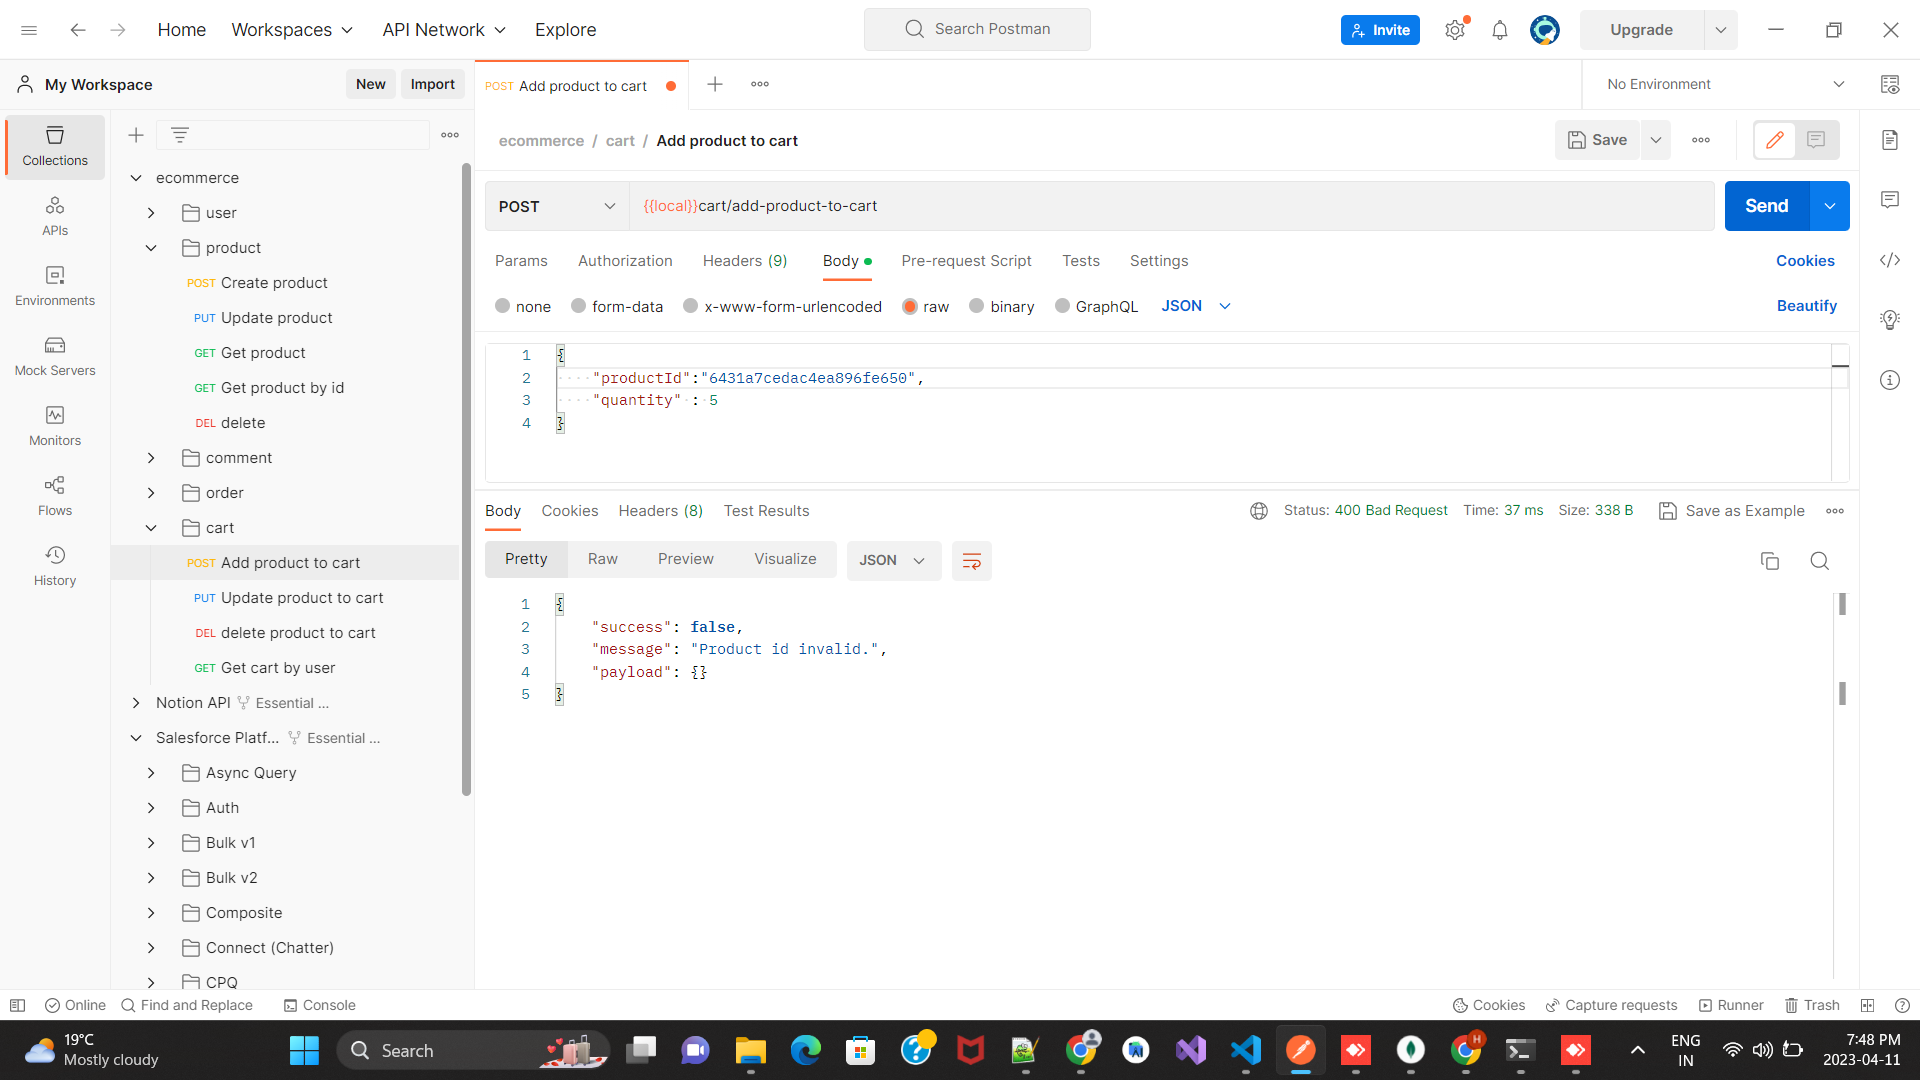 Home Workspaces API Network Explore Search Postman Invite Upgrade
My Workspace New Import POST Add product to cart No Environment
Collections
APIs
Environments
Mock Servers
Monitors
Flows
History
ecommerce
user
product
POST Create product
PUT Update product
GET Get product
GET Get product by id
DEL delete
comment
order
cart
POST Add product to cart
PUT Update product to cart
DEL delete product to cart
GET Get cart by user
Notion API Essential ...
Salesforce Platf... Essential ...
Async Query
Auth
Bulk v1
Bulk v2
Composite
Connect (Chatter)
CPQ
ecommerce / cart / Add product to cart Save
POST {{local}}cart/add-product-to-cart Send
Params Authorization Headers (9) Body Pre-request Script Tests Settings Cookies
none form-data x-www-form-urlencoded raw binary GraphQL JSON Beautify
1 {
2 ····"productId":"6431a7cedac4ea896fe650",
3 ····"quantity"·:·5
4 }
Body Cookies Headers (8) Test Results Status: 400 Bad Request Time: 37 ms Size: 338 B Save as Example
Pretty Raw Preview Visualize JSON
1 {
2 "success": false,
3 "message": "Product id invalid.",
4 "payload": {}
5 }
Online Find and Replace Console Cookies Capture requests Runner Trash
19°C
Mostly cloudy
Search
H
ENG
IN
7:48 PM
2023-04-11